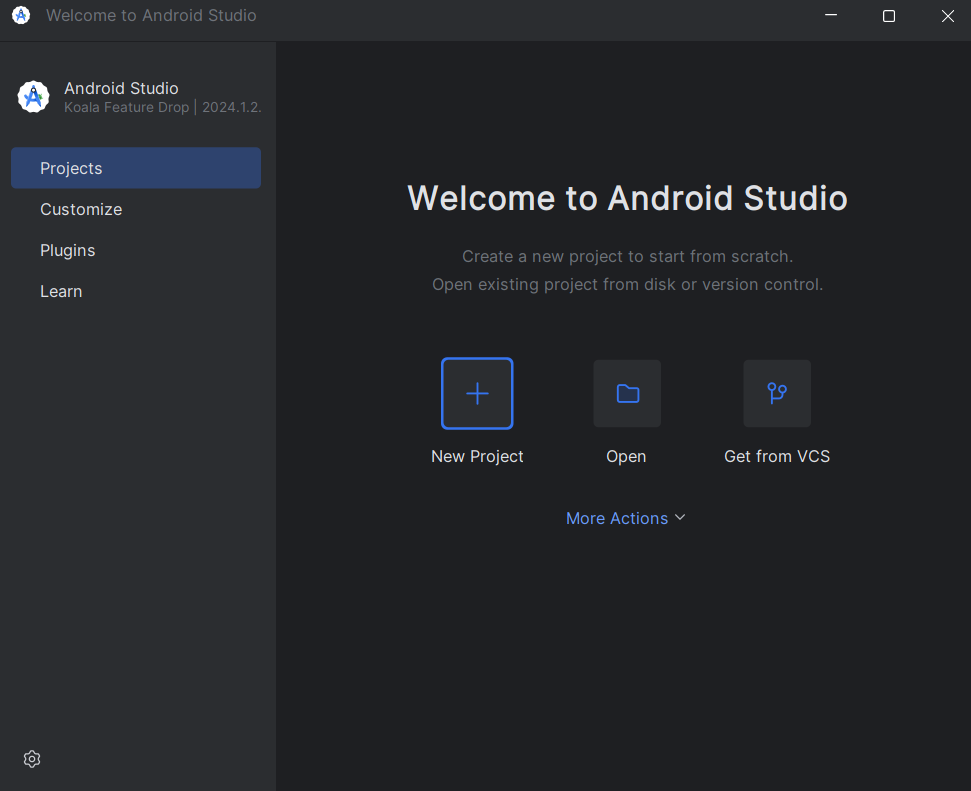 Welcome to Android Studio
Android Studio
Koala Feature Drop | 2024.1.2.
Projects
Customize
Plugins
Learn
Welcome to Android Studio
Create a new project to start from scratch.
Open existing project from disk or version control.
New Project
Open
Get from VCS
More Actions